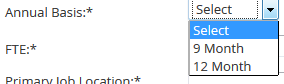 Annual Basis:* Select
Select
FTE:* 9 Month
12 Month
Primary Job Location:*